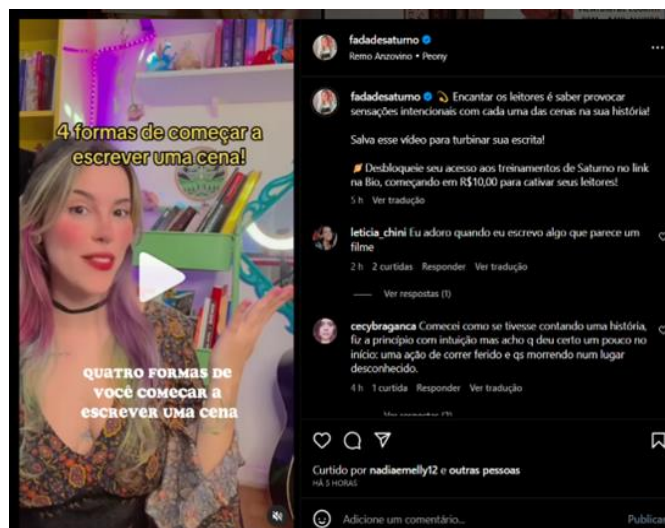 4 formas de começar a
escrever uma cena!
QUATRO FORMAS DE
VOCÊ COMEÇAR A
ESCREVER UMA CENA
fadadesaturno
Remo Anzovino • Peony
fadadesaturno 💫 Encantar os leitores é saber provocar
sensações intencionais com cada uma das cenas na sua história!
Salva esse vídeo para turbinar sua escrita!
🪐 Desbloqueie seu acesso aos treinamentos de Saturno no link
na Bio, começando em R$10,00 para cativar seus leitores!
5 h Ver tradução
leticia_chini Eu adoro quando eu escrevo algo que parece um
filme
2 h 2 curtidas Responder Ver tradução
Ver respostas (1)
cecybraganca Comecei como se tivesse contando uma história,
fiz a princípio com intuição mas acho q deu certo um pouco no
início: uma ação de correr ferido e qs morrendo num lugar
desconhecido.
4 h 1 curtida Responder Ver tradução
Ver respostas (2)
Curtido por nadiaemelly12 e outras pessoas
HÁ 5 HORAS
Adicione um comentário...
Publicar